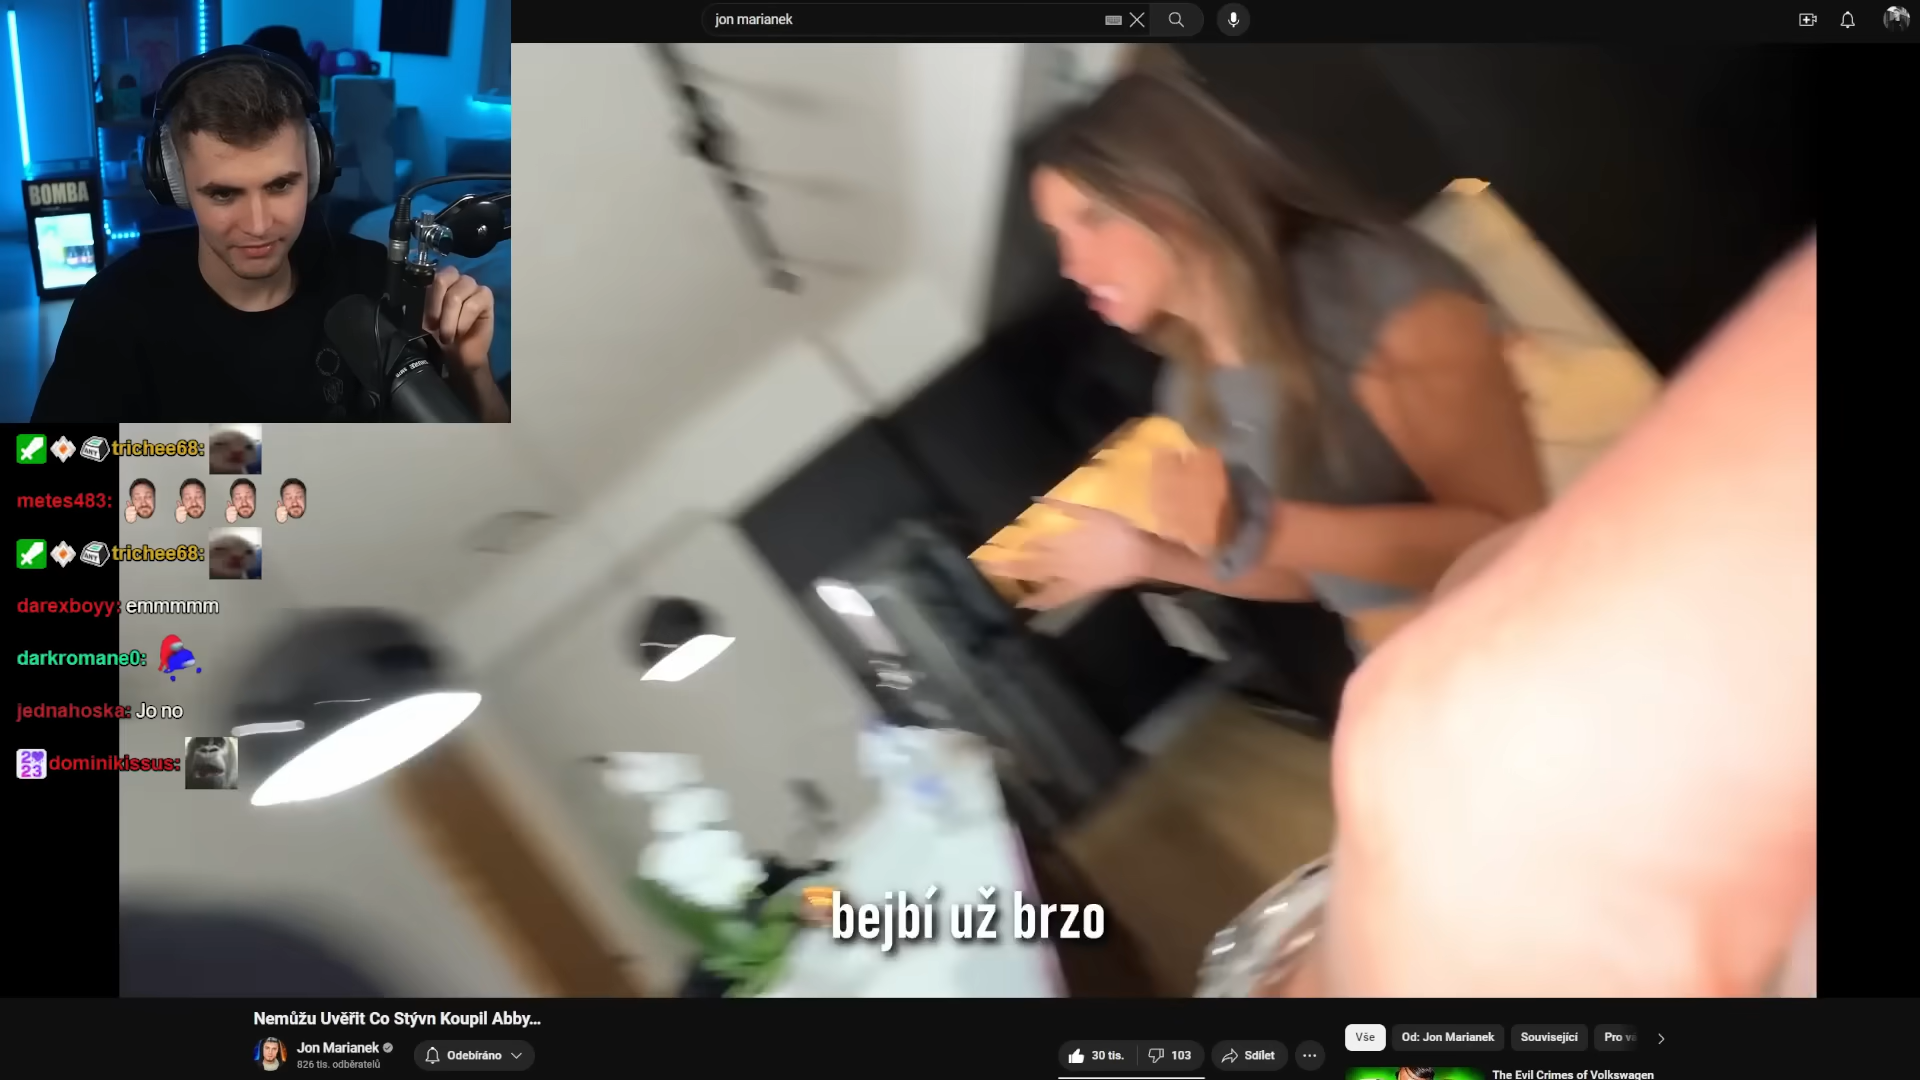 jon marianek
BOMBA
trichee68:
metes483:
trichee68:
darexboyy: emmmmm
darkromane0:
jednahoska: Jo no
dominikissus:
bejbí už brzo
Nemůžu Uvěřit Co Stývn Koupil Abby...
Jon Marianek
826 tis. odběratelů
Odebíráno
30 tis.
103
Sdílet
Vše
Od: Jon Marianek
Související
Pro
The Evil Crimes of Volkswagen